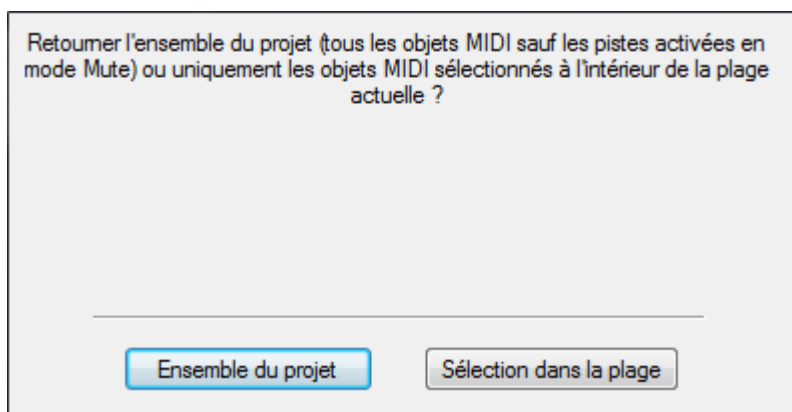 Retourner l'ensemble du projet (tous les objets MIDI sauf les pistes activées en
mode Mute) ou uniquement les objets MIDI sélectionnés à l'intérieur de la plage
actuelle ?
Ensemble du projet
Sélection dans la plage